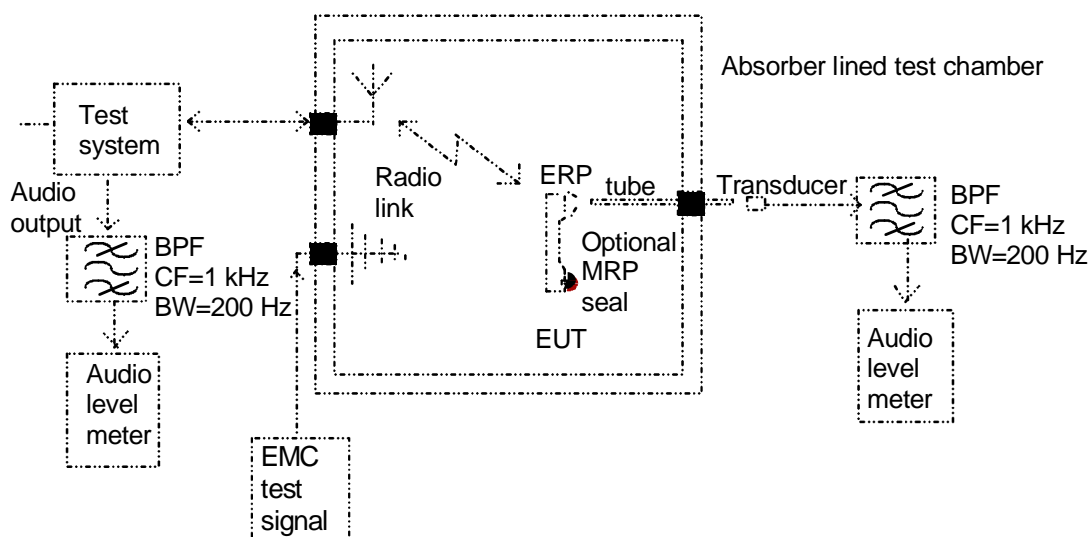 Absorber lined test chamber
Test
system
Audio
output
BPF
CF=1 kHz
BW=200 Hz
Audio
level
meter
EMC
test
signal
Radio
link
ERP
tube
Optional
MRP
seal
EUT
Transducer
BPF
CF=1 kHz
BW=200 Hz
Audio
level
meter